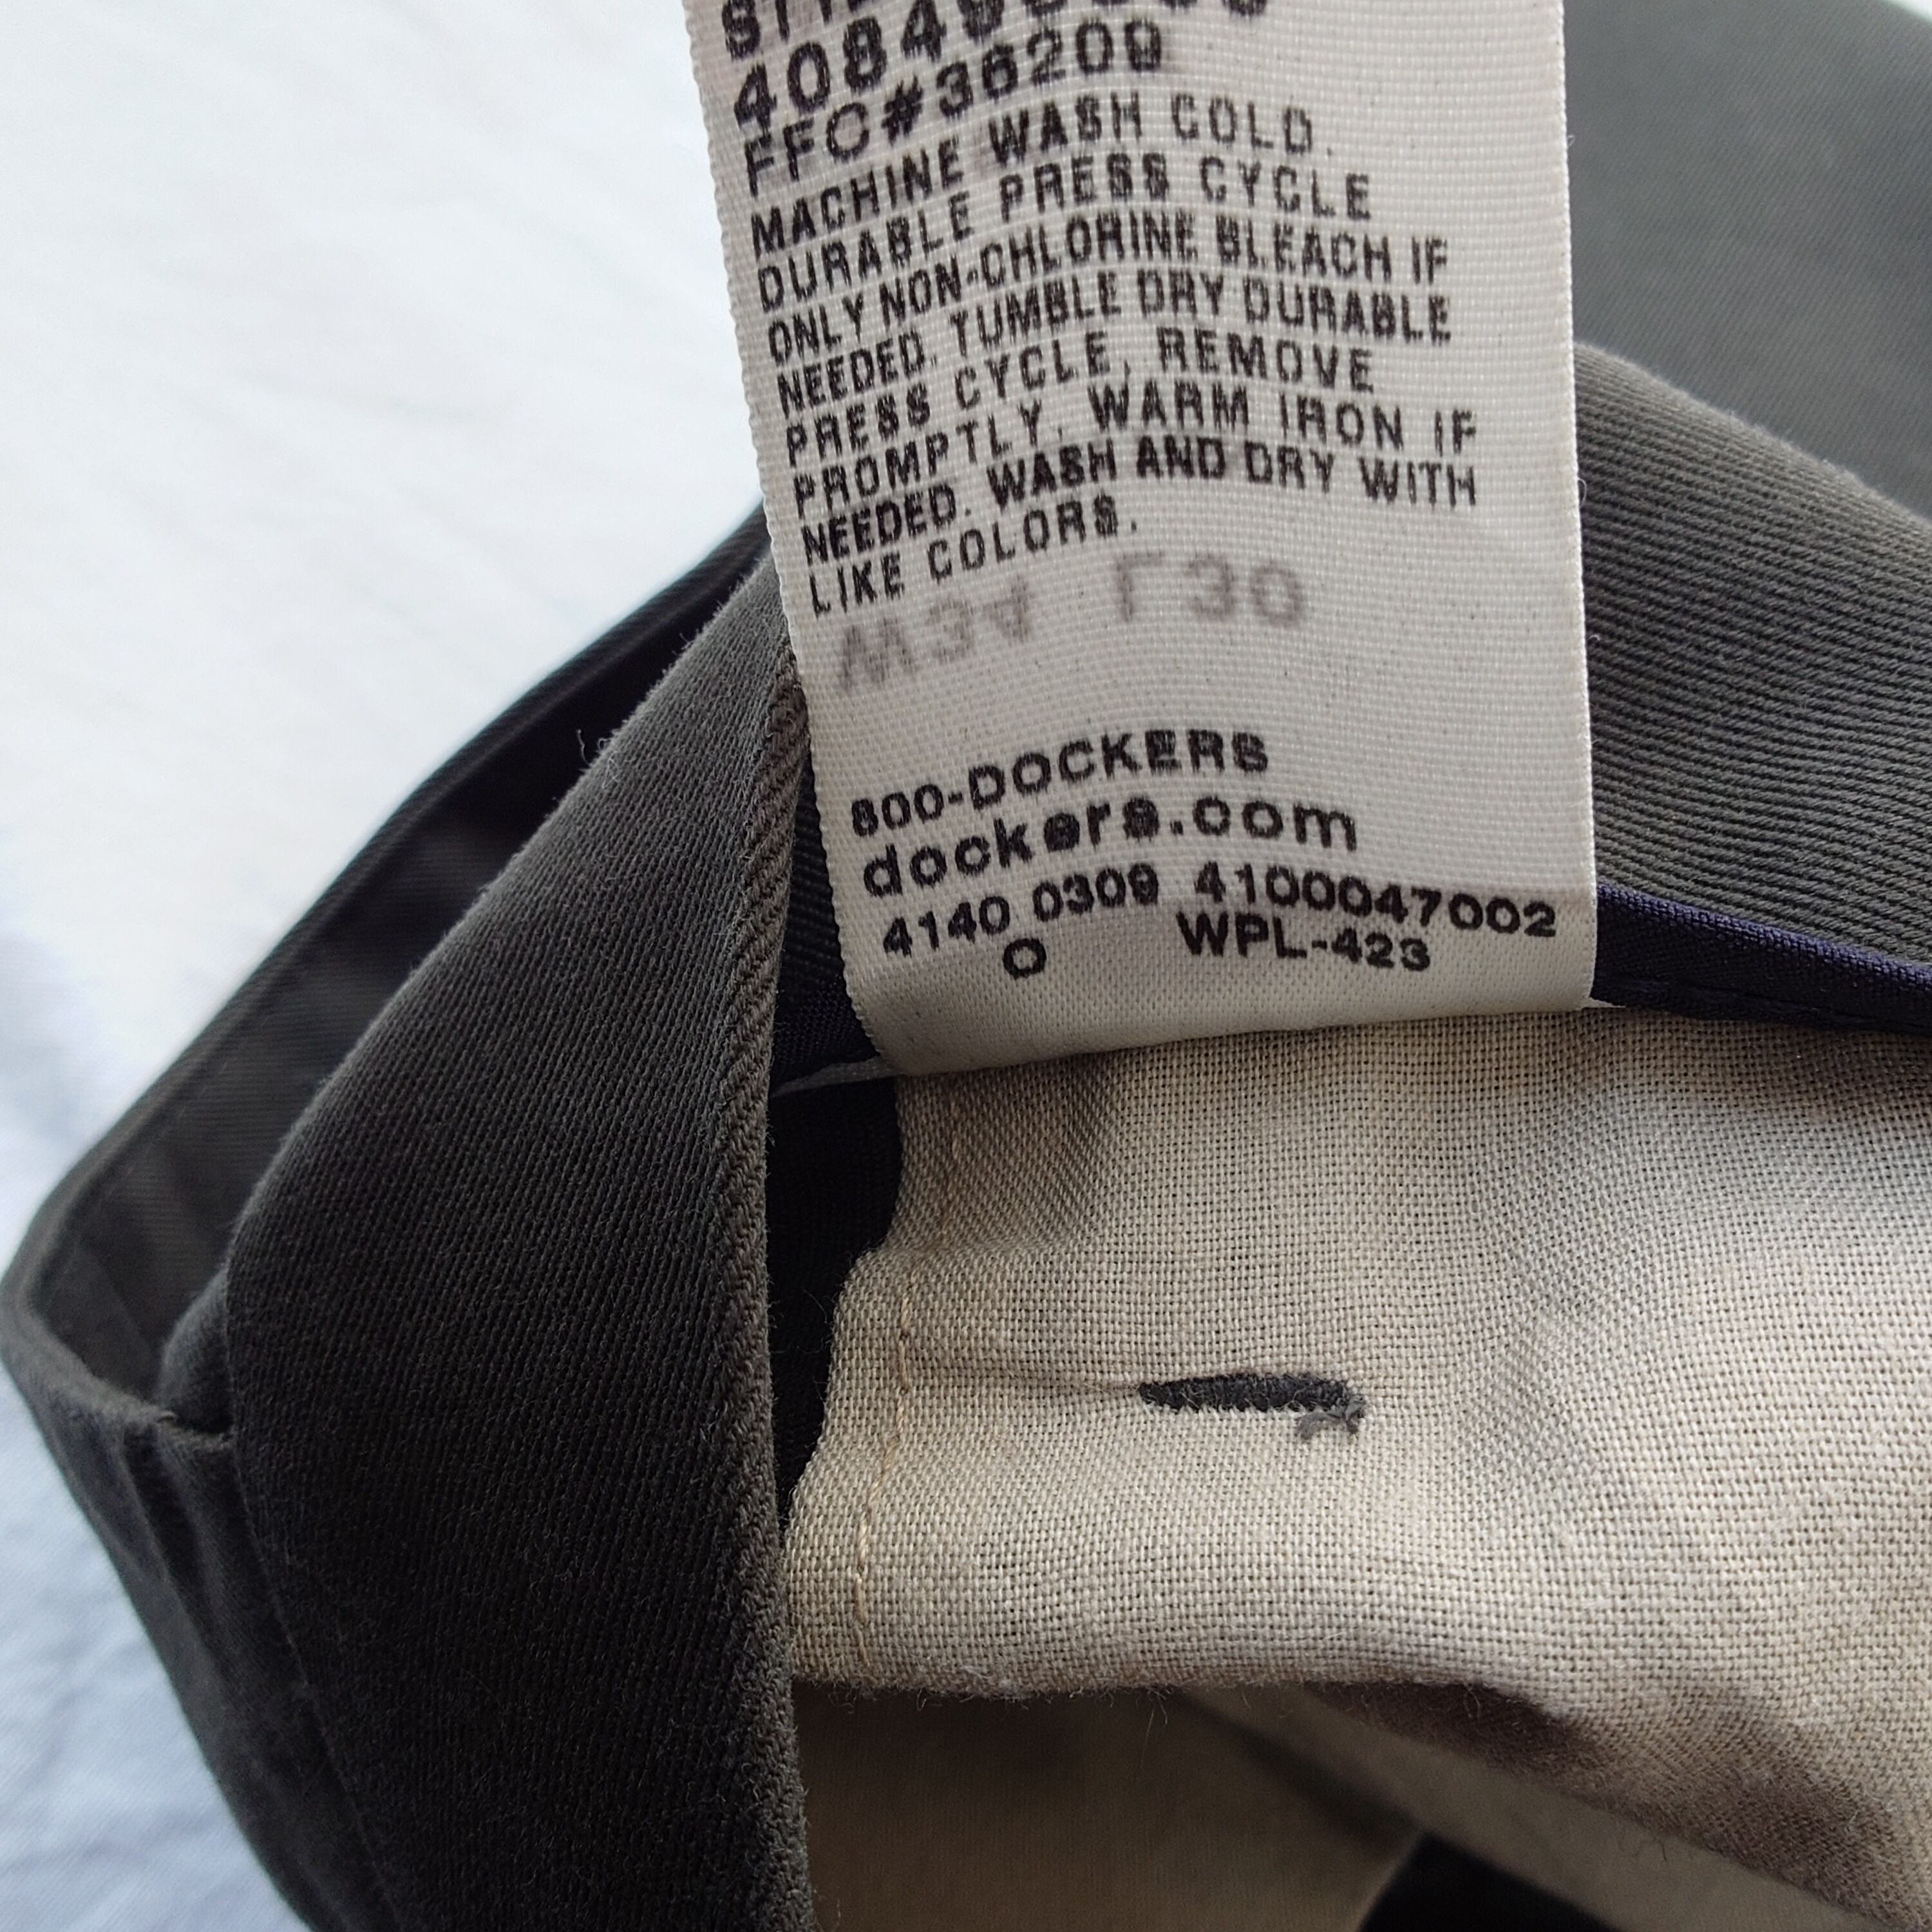 FFC#36209
MACHINE WASH COLD.
DURABLE PRESS CYCLE
ONLY NON-CHLORINE BLEACH IF
NEEDED. TUMBLE DRY DURABLE
PRESS CYCLE, REMOVE
PROMPTLY. WARM IRON IF
NEEDED. WASH AND DRY WITH
LIKE COLORS.
W34 L30
800-DOCKERS
dockers.com
4140 0309 4100047002
O WPL-423